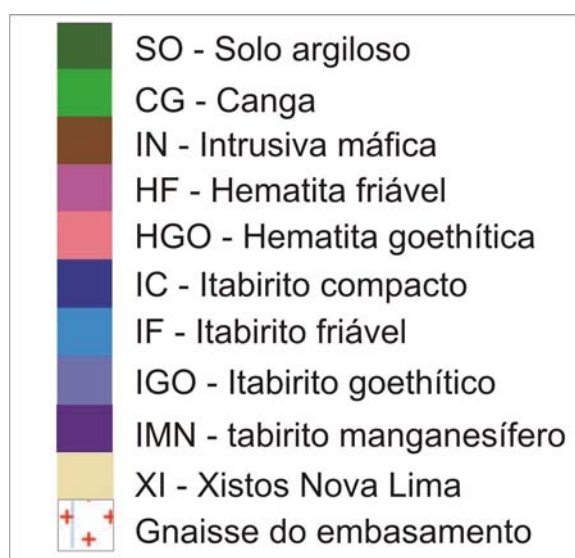 SO - Solo argiloso
CG - Canga
IN - Intrusiva máfica
HF - Hematita friável
HGO - Hematita goethítica
IC - Itabirito compacto
IF - Itabirito friável
IGO - Itabirito goethítico
IMN - tabirito manganesífero
XI - Xistos Nova Lima
Gnaisse do embasamento